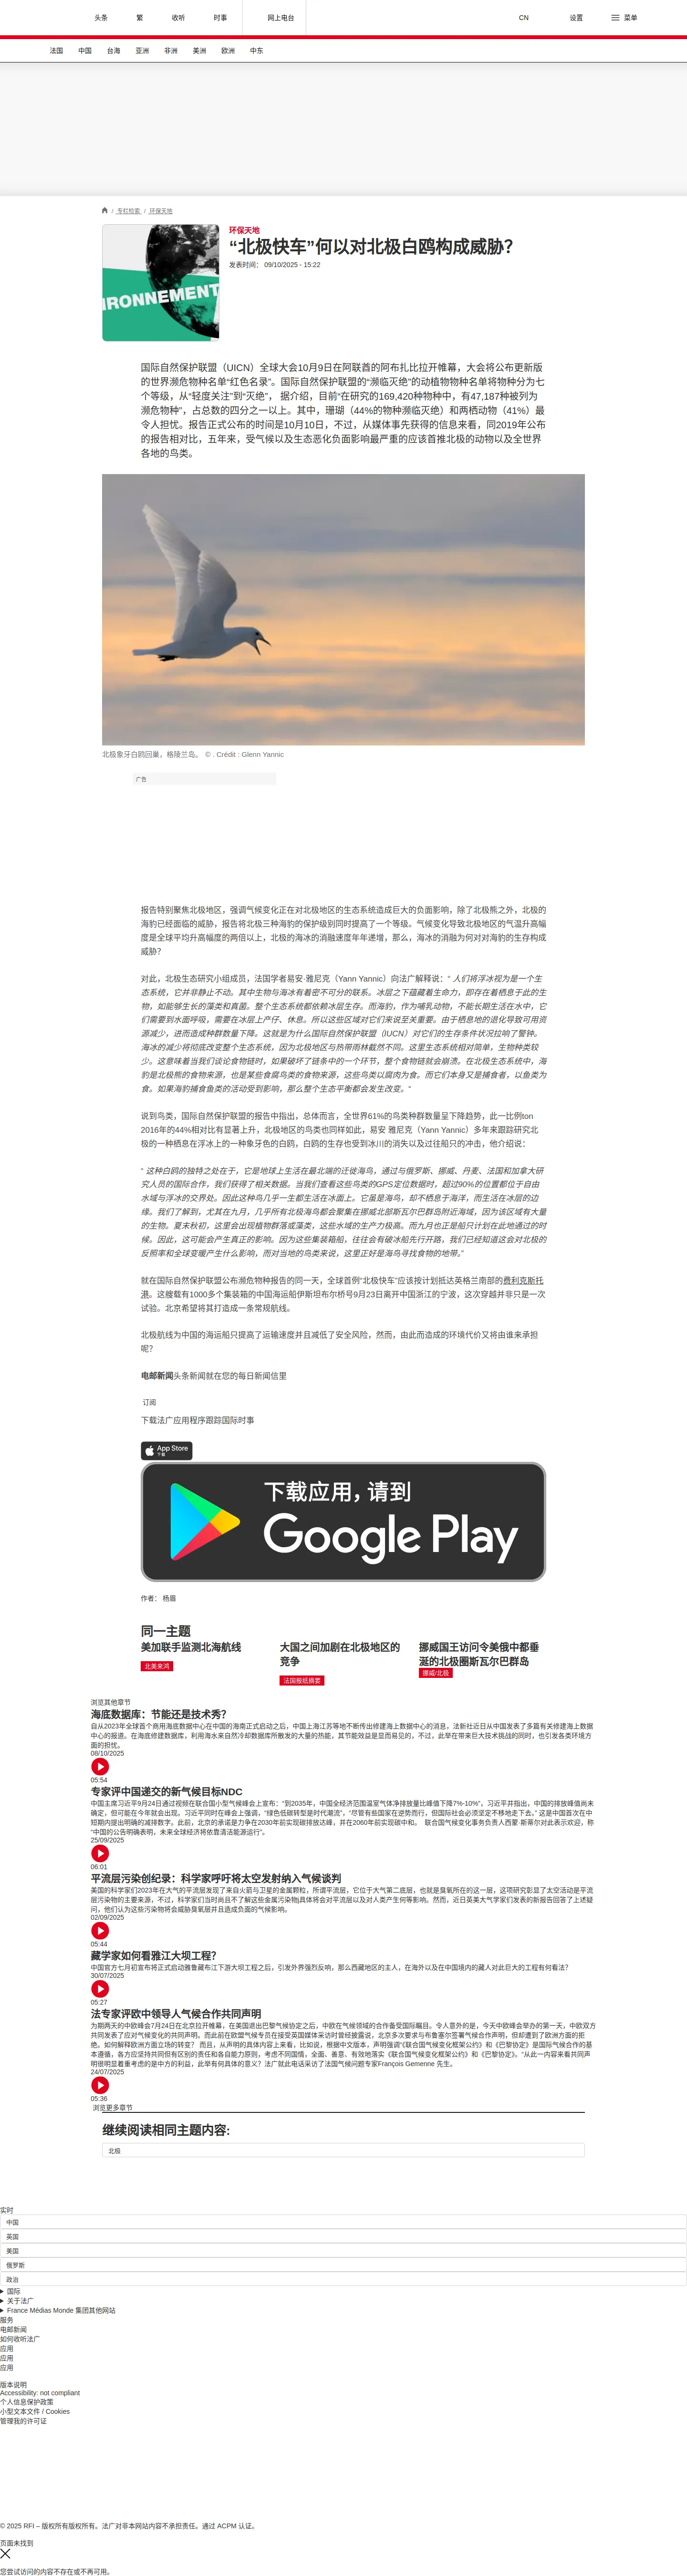 头条
繁
收听
时事
网上电台
CN
设置
菜单
法国
中国
台海
亚洲
非洲
美洲
欧洲
中东
/ 专栏检索 / 环保天地
IRONNEMENT
环保天地
“北极快车”何以对北极白鸥构成威胁？
发表时间： 09/10/2025 - 15:22
国际自然保护联盟（UICN）全球大会10月9日在阿联酋的阿布扎比拉开帷幕，大会将公布更新版
的世界濒危物种名单“红色名录”。国际自然保护联盟的“濒临灭绝”的动植物物种名单将物种分为七
个等级，从“轻度关注”到“灭绝”， 据介绍，目前“在研究的169,420种物种中，有47,187种被列为
濒危物种”，占总数的四分之一以上。其中，珊瑚（44%的物种濒临灭绝）和两栖动物（41%）最
令人担忧。报告正式公布的时间是10月10日，不过，从媒体事先获得的信息来看，同2019年公布
的报告相对比，五年来，受气候以及生态恶化负面影响最严重的应该首推北极的动物以及全世界
各地的鸟类。
北极象牙白鸥回巢，格陵兰岛。 © . Crédit : Glenn Yannic
广告
报告特别聚焦北极地区，强调气候变化正在对北极地区的生态系统造成巨大的负面影响，除了北极熊之外，北极的
海豹已经面临的威胁，报告将北极三种海豹的保护级别同时提高了一个等级。气候变化导致北极地区的气温升高幅
度是全球平均升高幅度的两倍以上，北极的海冰的消融速度年年递增，那么，海冰的消融为何对对海豹的生存构成
威胁？
对此，北极生态研究小组成员，法国学者易安·雅尼克（Yann Yannic）向法广解释说：“ 人们将浮冰视为是一个生
态系统，它并非静止不动。其中生物与海冰有着密不可分的联系。冰层之下蕴藏着生命力，即存在着栖息于此的生
物，如能够生长的藻类和真菌。整个生态系统都依赖冰层生存。而海豹，作为哺乳动物，不能长期生活在水中，它
们需要到水面呼吸，需要在冰层上产仔、休息。所以这些区域对它们来说至关重要。由于栖息地的退化导致可用资
源减少，进而造成种群数量下降。这就是为什么国际自然保护联盟（IUCN）对它们的生存条件状况拉响了警钟。
海冰的减少将彻底改变整个生态系统，因为北极地区与热带雨林截然不同。这里生态系统相对简单，生物种类较
少。这意味着当我们谈论食物链时，如果破坏了链条中的一个环节，整个食物链就会崩溃。在北极生态系统中，海
豹是北极熊的食物来源，也是某些食腐鸟类的食物来源，这些鸟类以腐肉为食。而它们本身又是捕食者，以鱼类为
食。如果海豹捕食鱼类的活动受到影响，那么整个生态平衡都会发生改变。“
说到鸟类，国际自然保护联盟的报告中指出，总体而言，全世界61%的鸟类种群数量呈下降趋势，此一比例ton
2016年的44%相对比有显著上升，北极地区的鸟类也同样如此，易安 雅尼克（Yann Yannic）多年来跟踪研究北
极的一种栖息在浮冰上的一种象牙色的白鸥，白鸥的生存也受到冰川的消失以及过往船只的冲击，他介绍说：
“ 这种白鸥的独特之处在于，它是地球上生活在最北端的迁徙海鸟，通过与俄罗斯、挪威、丹麦、法国和加拿大研
究人员的国际合作，我们获得了相关数据。当我们查看这些鸟类的GPS定位数据时，超过90%的位置都位于自由
水域与浮冰的交界处。因此这种鸟几乎一生都生活在冰面上。它虽是海鸟，却不栖息于海洋，而生活在冰层的边
缘。我们了解到，尤其在九月，几乎所有北极海鸟都会聚集在挪威北部斯瓦尔巴群岛附近海域，因为该区域有大量
的生物。夏末秋初，这里会出现植物群落或藻类，这些水域的生产力极高。而九月也正是船只计划在此地通过的时
候。因此，这可能会产生真正的影响。因为这些集装箱船，往往会有破冰船先行开路，我们已经知道这会对北极的
反照率和全球变暖产生什么影响，而对当地的鸟类来说，这里正好是海鸟寻找食物的地带。”
就在国际自然保护联盟公布濒危物种报告的同一天，全球首例“北极快车”应该按计划抵达英格兰南部的费利克斯托
港。这艘载有1000多个集装箱的中国海运船伊斯坦布尔桥号9月23日离开中国浙江的宁波，这次穿越并非只是一次
试验。北京希望将其打造成一条常规航线。
北极航线为中国的海运船只提高了运输速度并且减低了安全风险，然而，由此而造成的环境代价又将由谁来承担
呢？
电邮新闻头条新闻就在您的每日新闻信里
订阅
下载法广应用程序跟踪国际时事
App Store
下载
下载应用，请到
Google Play
作者： 杨眉
同一主题
美加联手监测北海航线
北美来鸿
大国之间加剧在北极地区的
竞争
法国报纸摘要
挪威国王访问令美俄中都垂
涎的北极圈斯瓦尔巴群岛
挪威/北极
浏览其他章节
海底数据库：节能还是技术秀？
自从2023年全球首个商用海底数据中心在中国的海南正式启动之后，中国上海江苏等地不断传出修建海上数据中心的消息。法新社近日从中国发表了多篇有关修建海上数据
中心的报道。在海底修建数据库，利用海水来自然冷却数据库所散发的大量的热能，其节能效益是显而易见的，不过，此举在带来巨大技术挑战的同时，也引发各类环境方
面的担忧。
08/10/2025
05:54
专家评中国递交的新气候目标NDC
中国主席习近平9月24日通过视频在联合国小型气候峰会上宣布：“到2035年，中国全经济范围温室气体净排放量比峰值下降7%-10%”，习近平并指出，中国的排放峰值尚未
确定，但可能在今年就会出现。习近平同时在峰会上强调，“绿色低碳转型是时代潮流”，“尽管有些国家在逆势而行，但国际社会必须坚定不移地走下去。” 这是中国首次在中
短期内提出明确的减排数字。此前，北京的承诺是力争在2030年前实现碳排放达峰，并在2060年前实现碳中和。 联合国气候变化事务负责人西蒙·斯蒂尔对此表示欢迎，称
“中国的公告明确表明，未来全球经济将依靠清洁能源运行”。
25/09/2025
06:01
平流层污染创纪录：科学家呼吁将太空发射纳入气候谈判
美国的科学家们2023年在大气的平流层发现了来自火箭与卫星的金属颗粒，所谓平流层，它位于大气第二底层，也就是臭氧所在的这一层，这项研究彰显了太空活动是平流
层污染物的主要来源，不过，科学家们当时尚且不了解这些金属污染物j具体将会对平流层以及对人类产生何等影响。然而，近日英美大气学家们发表的新报告回答了上述疑
问，他们认为这些污染物将会威胁臭氧层并且造成负面的气候影响。
02/09/2025
05:44
藏学家如何看雅江大坝工程？
中国官方七月初宣布将正式启动雅鲁藏布江下游大坝工程之后，引发外界强烈反响，那么西藏地区的主人，在海外以及在中国境内的藏人对此巨大的工程有何看法？
30/07/2025
05:27
法专家评欧中领导人气候合作共同声明
为期两天的中欧峰会7月24日在北京拉开帷幕，在美国退出巴黎气候协定之后，中欧在气候领域的合作备受国际瞩目。令人意外的是，今天中欧峰会举办的第一天，中欧双方
共同发表了应对气候变化的共同声明。而此前在欧盟气候专员在接受英国媒体采访时曾经披露说，北京多次要求与布鲁塞尔签署气候合作声明，但却遭到了欧洲方面的拒
绝。如何解释欧洲方面立场的转变？ 而且，从声明的具体内容上来看，比如说，根据中文版本，声明强调“《联合国气候变化框架公约》和《巴黎协定》是国际气候合作的基
本遵循，各方应坚持共同但有区别的责任和各自能力原则，考虑不同国情，全面、善意、有效地落实《联合国气候变化框架公约》和《巴黎协定》。”从此一内容来看共同声
明很明显着重考虑的是中方的利益，此举有何具体的意义？法广就此电话采访了法国气候问题专家François Gemenne 先生。
24/07/2025
05:36
浏览更多章节
继续阅读相同主题内容:
北极
实时
中国
英国
美国
俄罗斯
政治
国际
关于法广
France Médias Monde 集团其他网站
服务
电邮新闻
如何收听法广
应用
应用
应用
版本说明
Accessibility: not compliant
个人信息保护政策
小型文本文件 / Cookies
管理我的许可证
© 2025 RFI – 版权所有版权所有。法广对非本网站内容不承担责任。通过 ACPM 认证。
页面未找到
您尝试访问的内容不存在或不再可用。